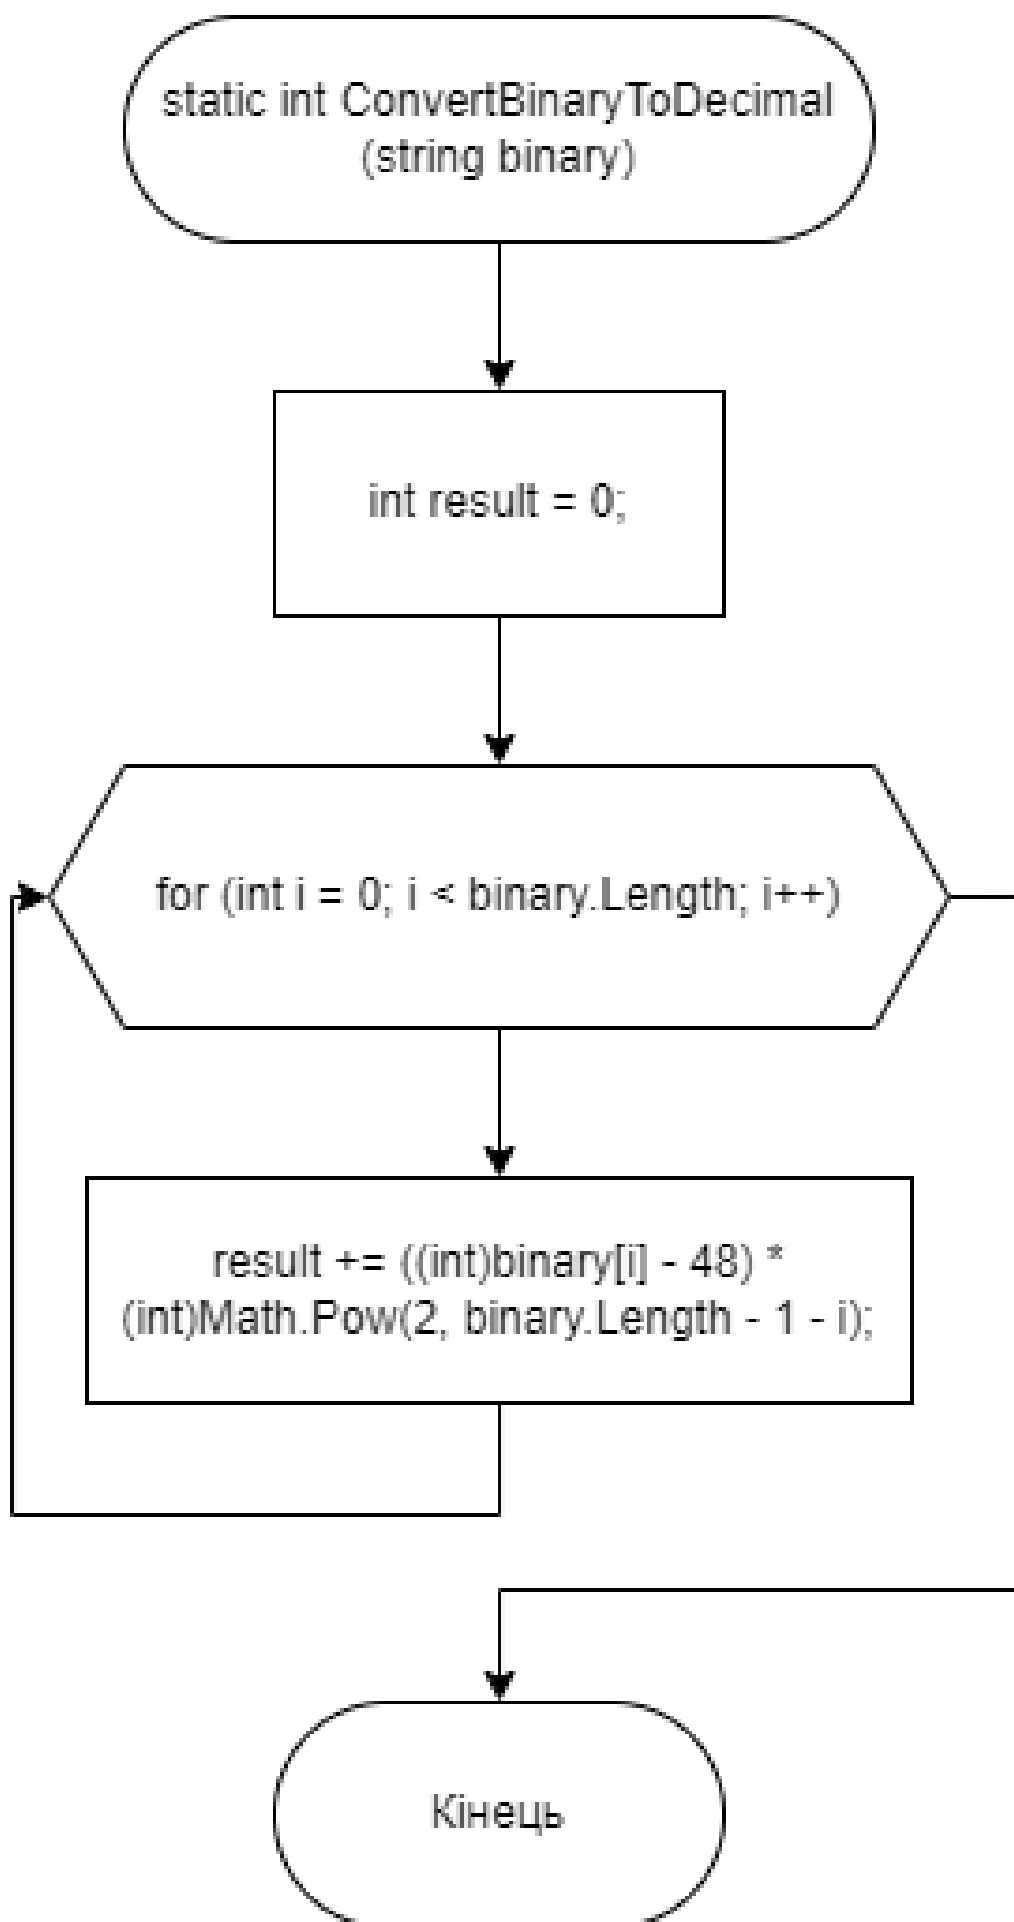 static int ConvertBinaryToDecimal
(string binary)
int result = 0;
for (int i = 0; i < binary.Length; i++)
result += ((int)binary[i] - 48) *
(int)Math.Pow(2, binary.Length - 1 - i);
Кінець